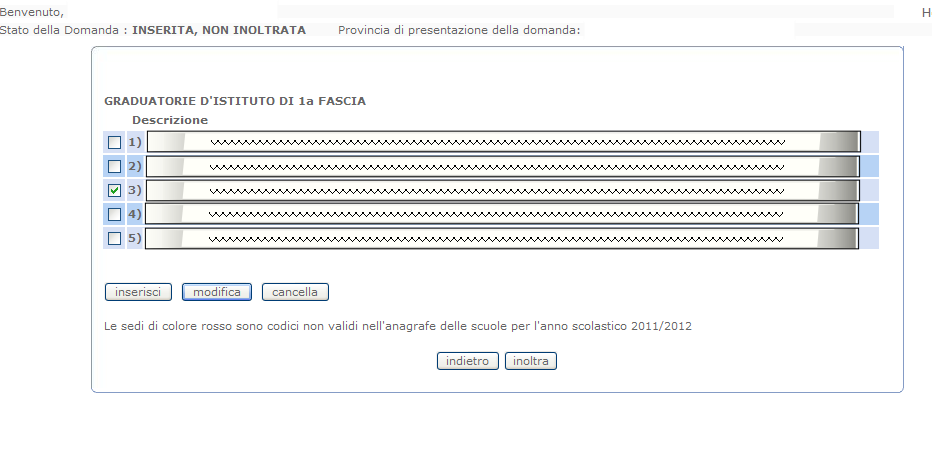 Benvenuto,
H
Stato della Domanda : INSERITA, NON INOLTRATA Provincia di presentazione della domanda:
GRADUATORIE D'ISTITUTO DI 1a FASCIA
Descrizione
1)
2)
3)
4)
5)
inserisci modifica cancella
Le sedi di colore rosso sono codici non validi nell'anagrafe delle scuole per l'anno scolastico 2011/2012
indietro inoltra